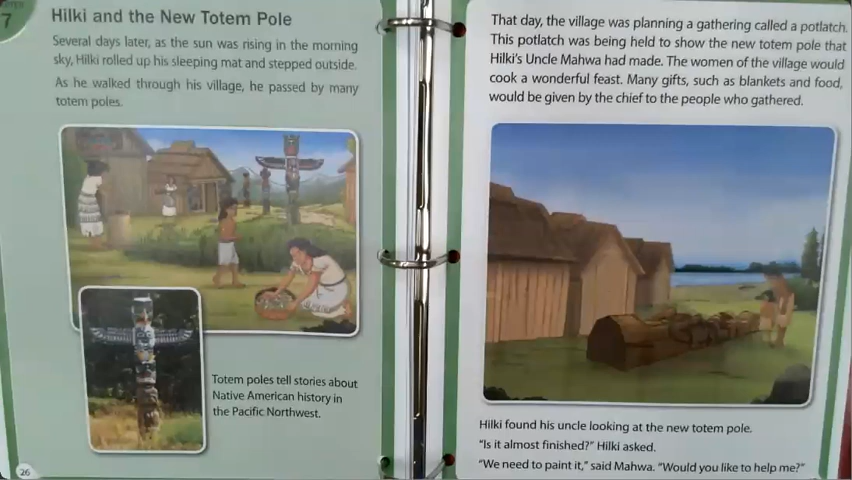 7
Hilki and the New Totem Pole
Several days later, as the sun was rising in the morning
sky, Hilki rolled up his sleeping mat and stepped outside.
As he walked through his village, he passed by many
totem poles.
Totem poles tell stories about
Native American history in
the Pacific Northwest.
26
That day, the village was planning a gathering called a potlatch.
This potlatch was being held to show the new totem pole that
Hilki's Uncle Mahwa had made. The women of the village would
cook a wonderful feast. Many gifts, such as blankets and food,
would be given by the chief to the people who gathered.
Hilki found his uncle looking at the new totem pole.
"Is it almost finished?" Hilki asked.
"We need to paint it," said Mahwa. "Would you like to help me?"